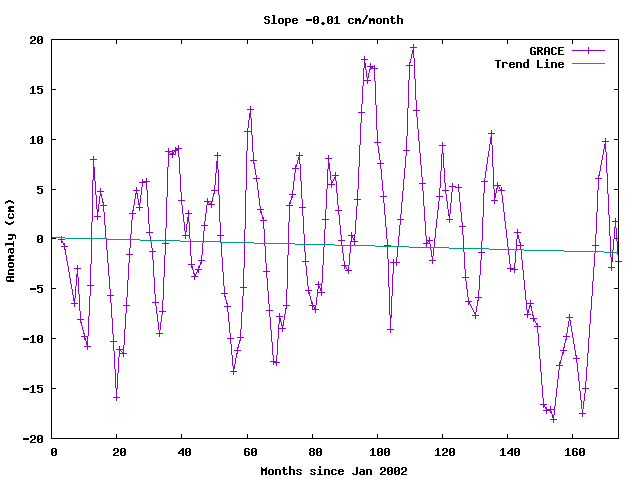 Slope -0.01 cm/month
GRACE
Trend Line
20
15
10
5
0
-5
-10
-15
-20
Anomaly (cm)
0 20 40 60 80 100 120 140 160
Months since Jan 2002